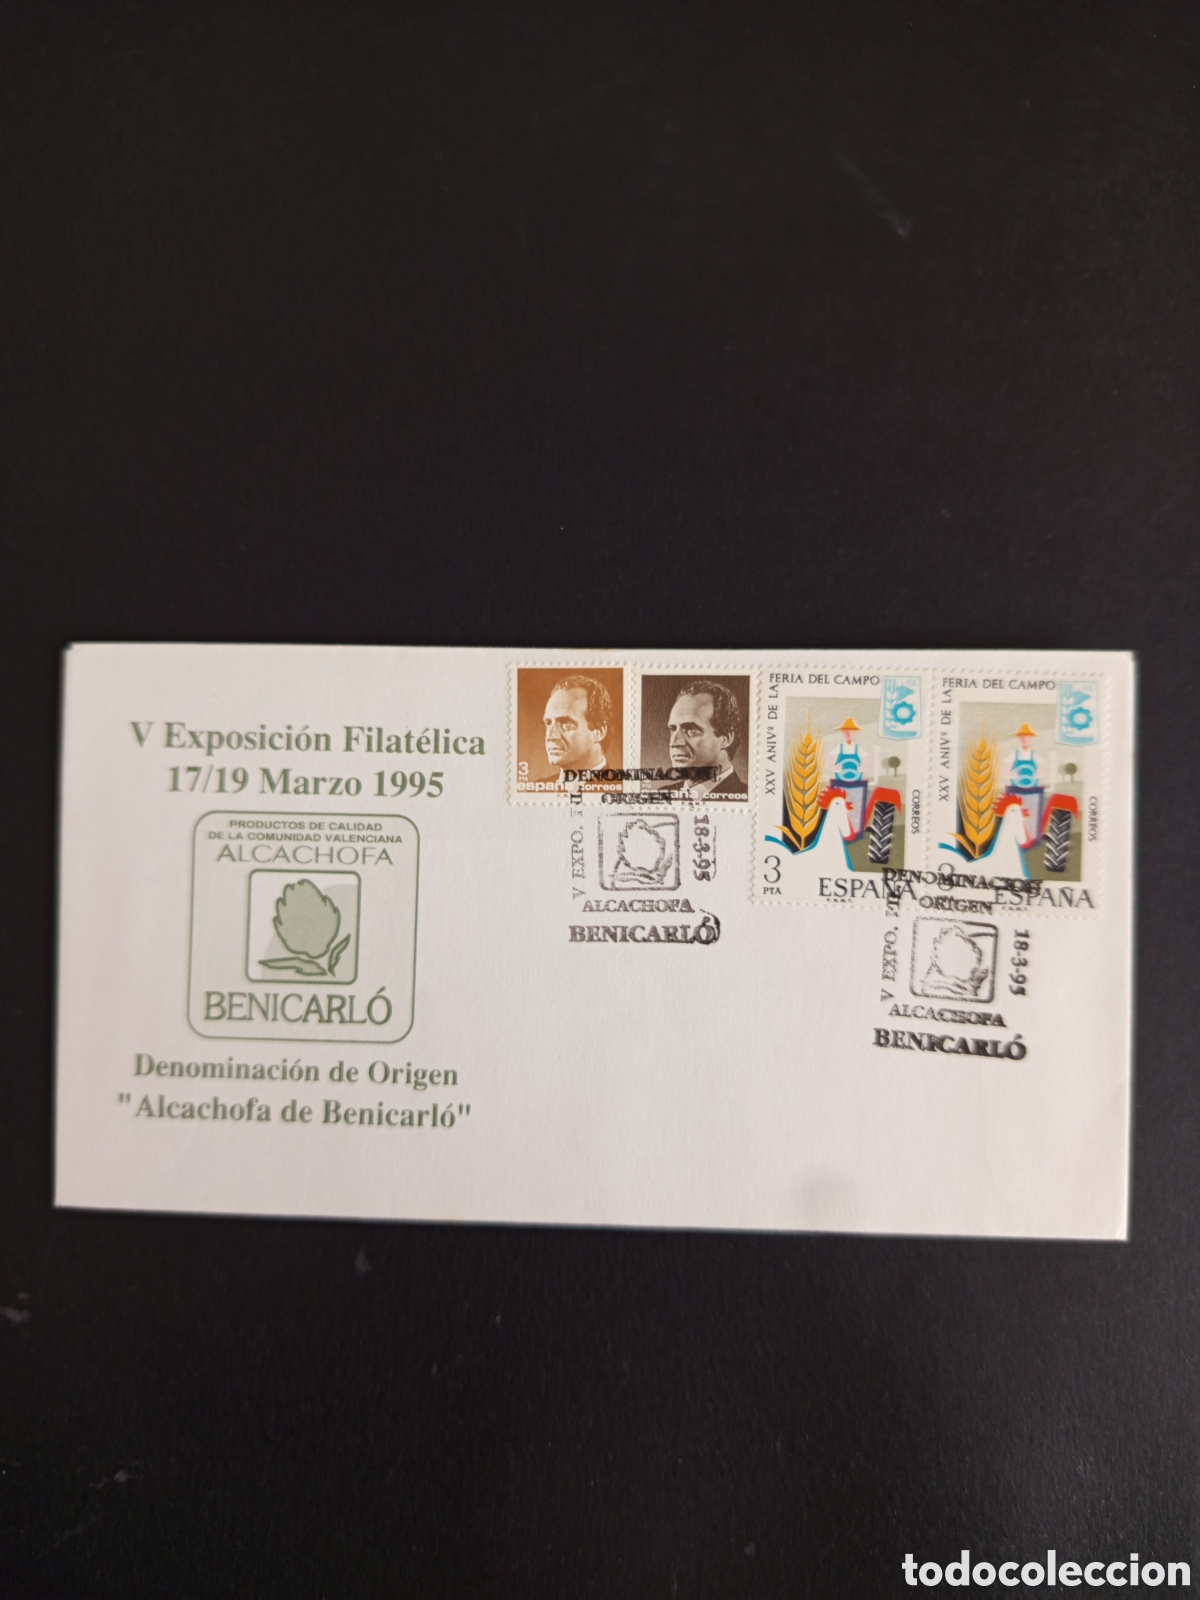 V Exposición Filatélica
17/19 Marzo 1995
PRODUCTOS DE CALIDAD
DE LA COMUNIDAD VALENCIANA
ALCACHOFA
BENICARLÓ
Denominación de Origen
"Alcachofa de Benicarló"
3
PTA
españa correos
españa correos
XXV ANIVº DE LA
FERIA DEL CAMPO
CORREOS
3
PTA
ESPAÑA
F.N.M.T.
XXV ANIVº DE LA
FERIA DEL CAMPO
CORREOS
3
ESPAÑA
F.N.M.T.
DENOMINACION
ORIGEN
V EXPO.
18-3-95
ALCACHOFA
BENICARLÓ
DENOMINACION
ORIGEN
V EXPO.
18-3-95
ALCACHOFA
BENICARLÓ
todocoleccion